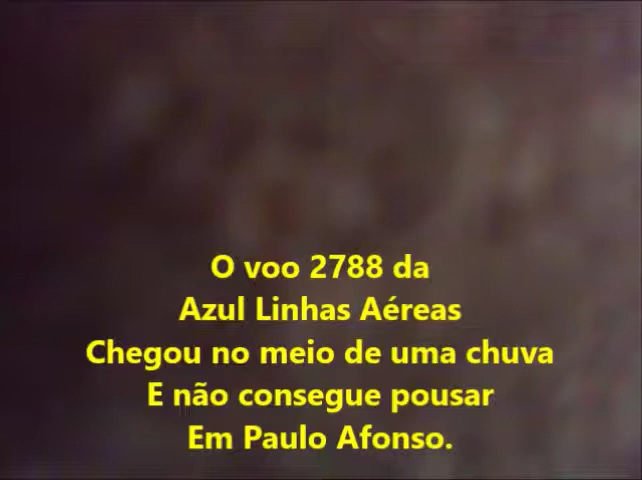 O voo 2788 da
Azul Linhas Aéreas
Chegou no meio de uma chuva
E não consegue pousar
Em Paulo Afonso.